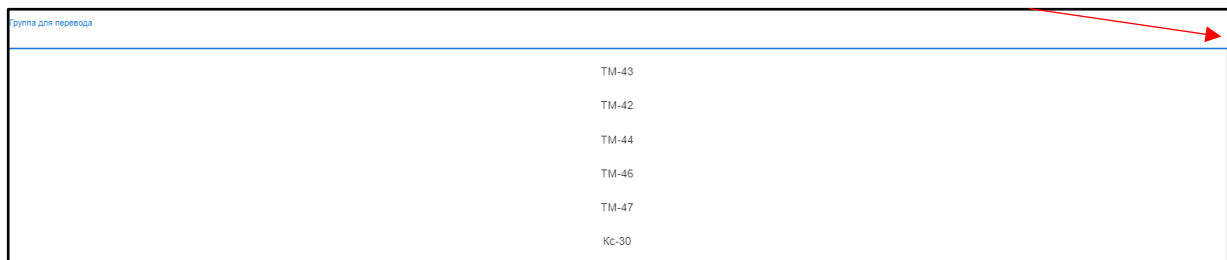 Группа для перевода
ТМ-43
ТМ-42
ТМ-44
ТМ-46
ТМ-47
Кс-30